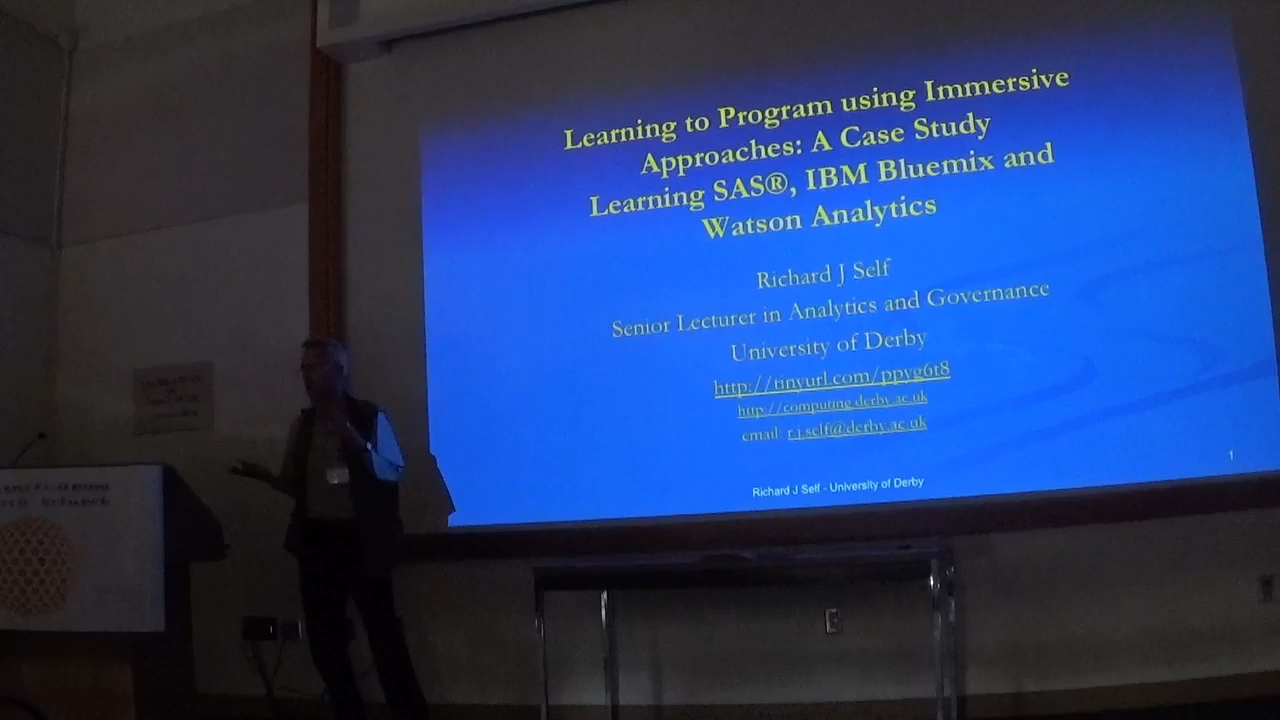 Learning to Program using Immersive
Approaches: A Case Study
Learning SAS®, IBM Bluemix and
Watson Analytics
Richard J Self
Senior Lecturer in Analytics and Governance
University of Derby
http://tinyurl.com/ppyg6t8
http://computing.derby.ac.uk
email: r.j.self@derby.ac.uk
Richard J Self - University of Derby
1